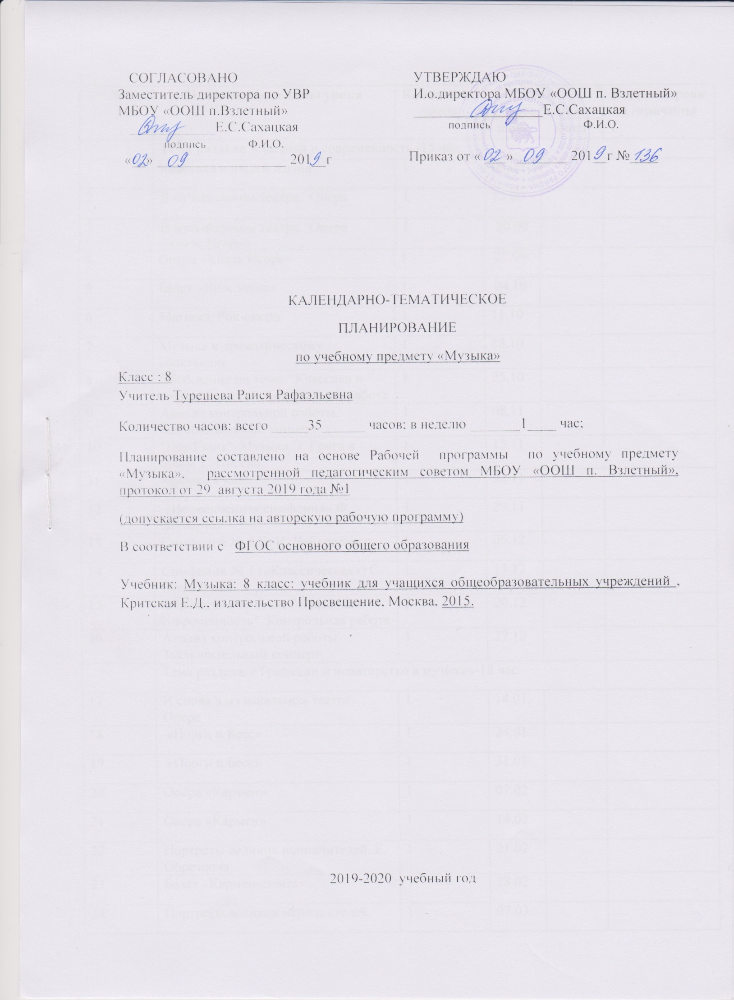 СОГЛАСОВАНО
Заместитель директора по УВР
МБОУ «ООШ п.Взлетный»
Е.С.Сахацкая
подпись Ф.И.О.
«02» 09 2019 г
УТВЕРЖДАЮ
И.о.директора МБОУ «ООШ п. Взлетный»
Е.С.Сахацкая
подпись Ф.И.О.
Приказ от «02» 09 2019 г № 136
КАЛЕНДАРНО-ТЕМАТИЧЕСКОЕ
ПЛАНИРОВАНИЕ
по учебному предмету «Музыка»
Класс : 8
Учитель Турешева Раися Рафаэльевна
Количество часов: всего 35 часов; в неделю 1 час;
Планирование составлено на основе Рабочей программы по учебному предмету
«Музыка», рассмотренной педагогическим советом МБОУ «ООШ п. Взлетный»,
протокол от 29 августа 2019 года №1
(допускается ссылка на авторскую рабочую программу)
В соответствии с ФГОС основного общего образования
Учебник: Музыка: 8 класс: учебник для учащихся общеобразовательных учреждений ,
Критская Е.Д., издательство Просвещение, Москва, 2015.
2019-2020 учебный год